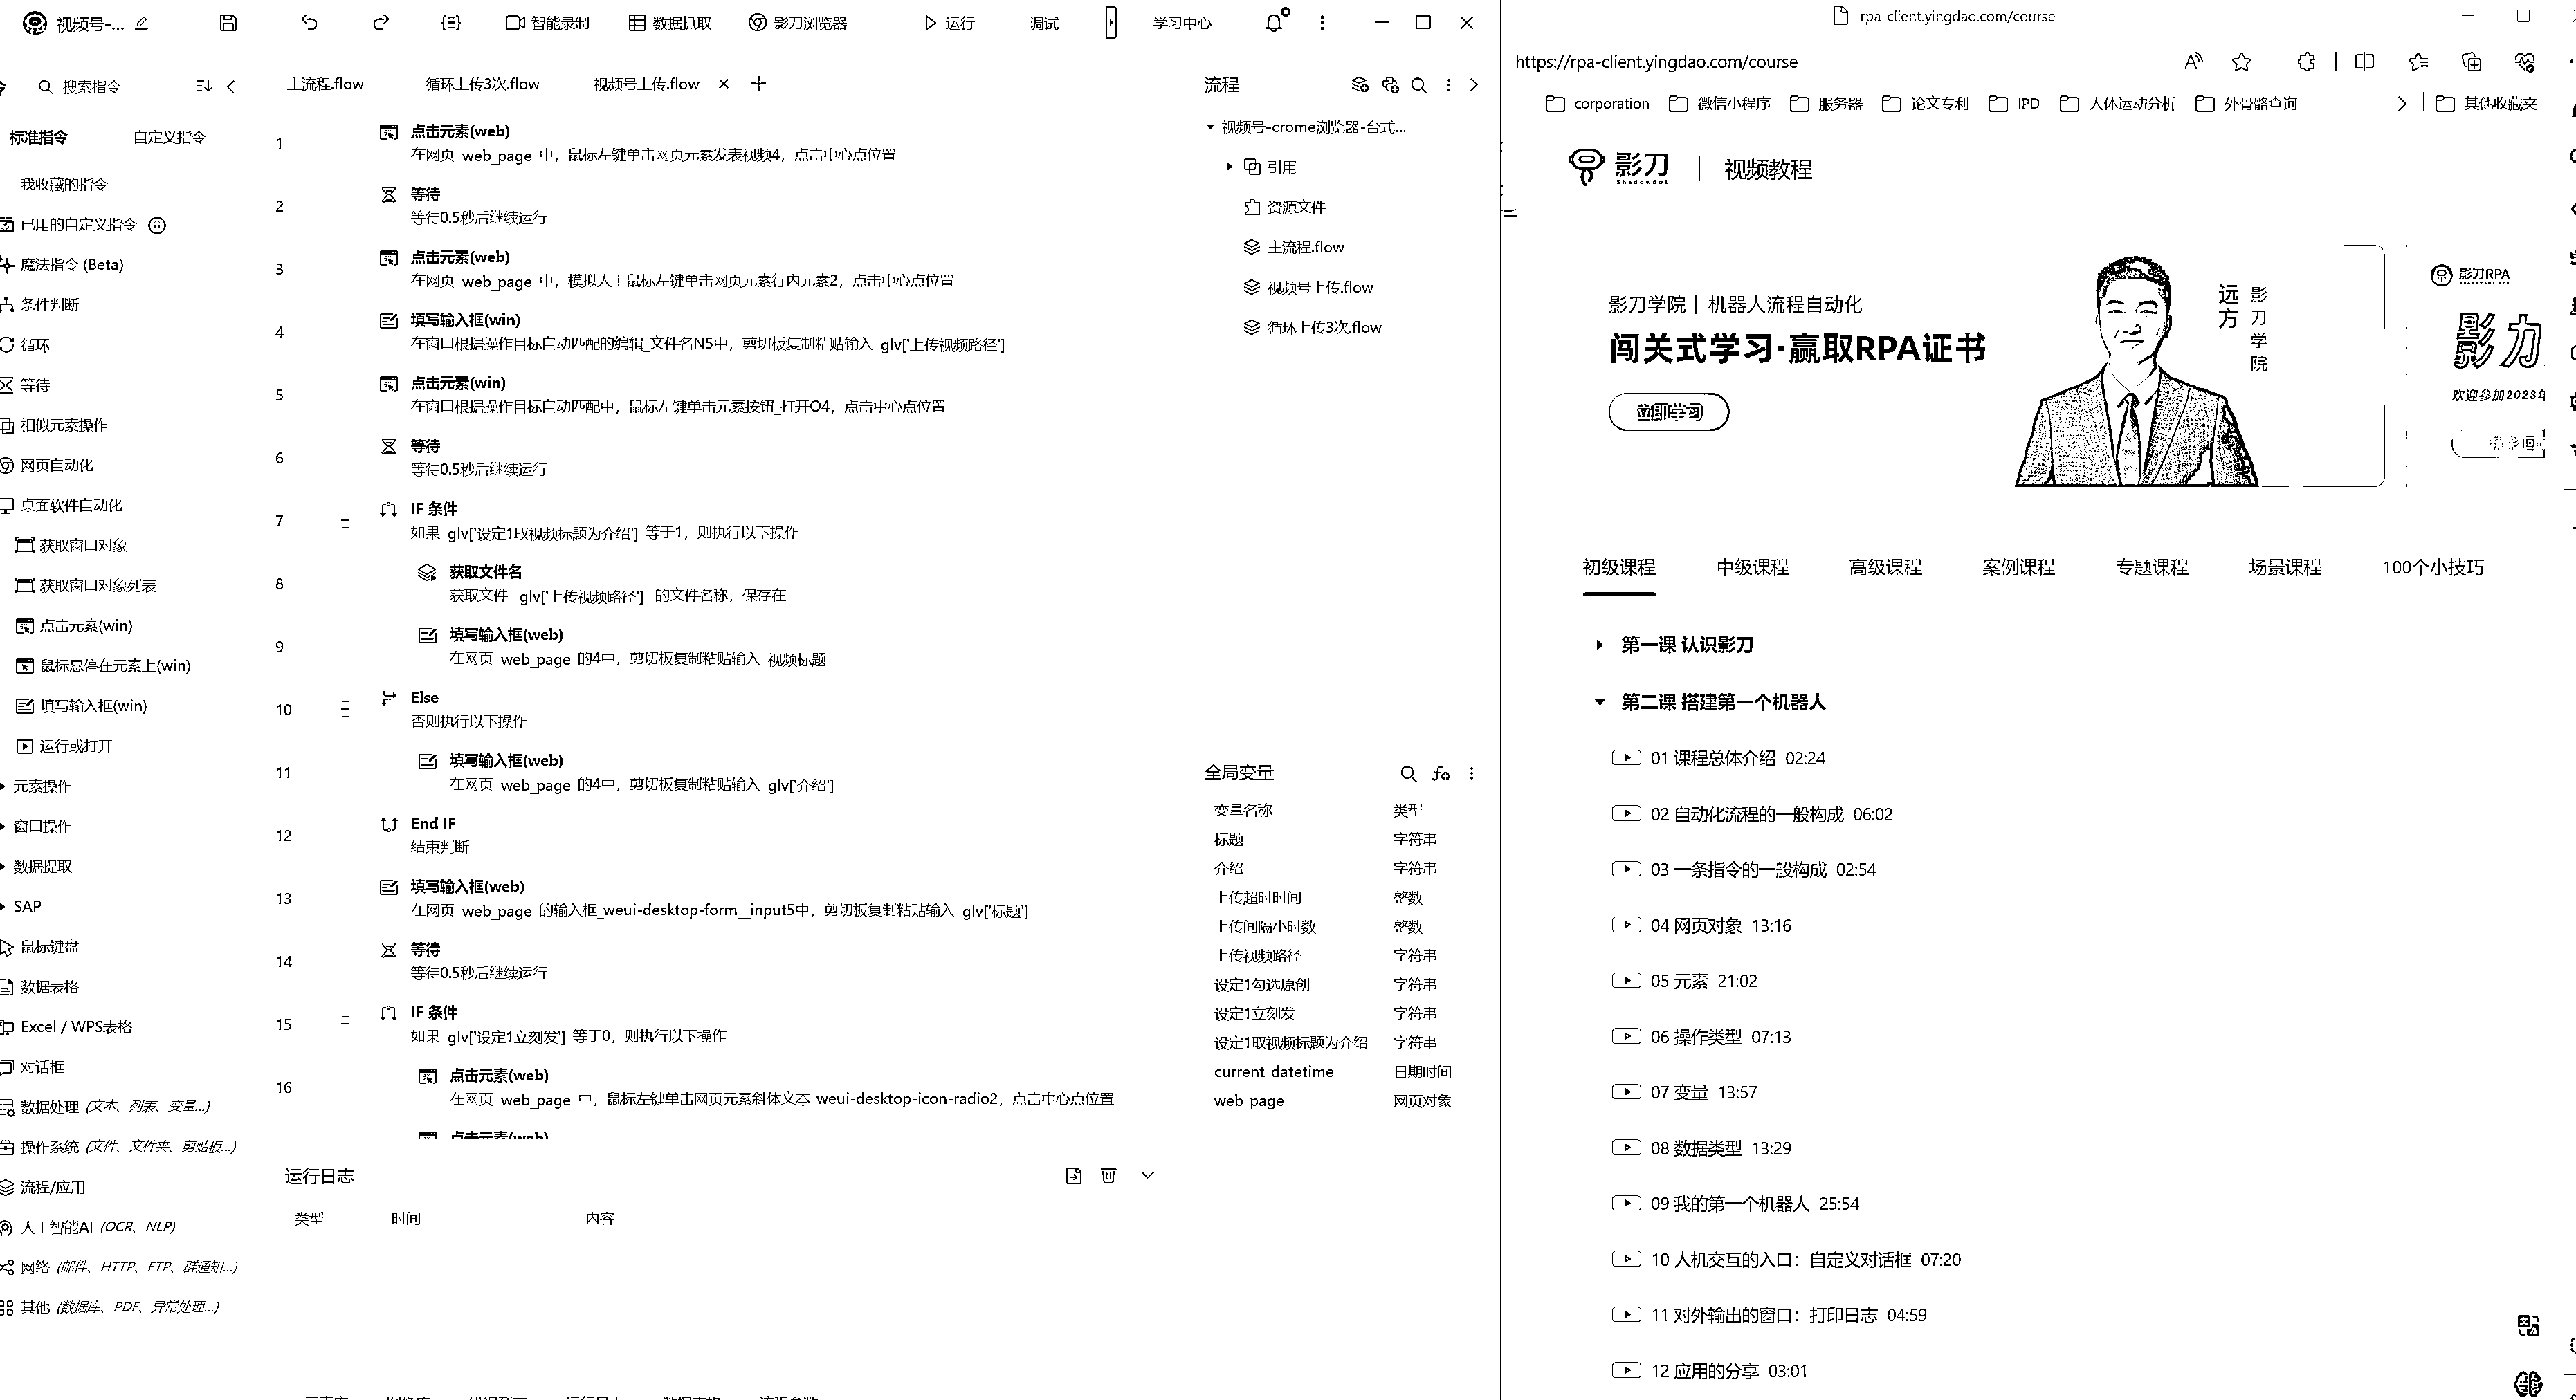 视频号-...
智能录制
数据抓取
影刀浏览器
运行
调试
学习中心
搜索指令
标准指令
自定义指令
我收藏的指令
已用的自定义指令
魔法指令 (Beta)
条件判断
循环
等待
相似元素操作
网页自动化
桌面软件自动化
获取窗口对象
获取窗口对象列表
点击元素(win)
鼠标悬停在元素上(win)
填写输入框(win)
运行或打开
元素操作
窗口操作
数据提取
SAP
鼠标键盘
数据表格
Excel / WPS表格
对话框
数据处理 (文本、列表、变量...)
操作系统 (文件、文件夹、剪贴板...)
流程/应用
人工智能AI (OCR、NLP)
网络 (邮件、HTTP、FTP、群通知...)
其他 (数据库、PDF、异常处理...)
主流程.flow
循环上传3次.flow
视频号上传.flow
1
点击元素(web)
在网页 web_page 中，鼠标左键单击网页元素发表视频4，点击中心点位置
2
等待
等待0.5秒后继续运行
3
点击元素(web)
在网页 web_page 中，模拟人工鼠标左键单击网页元素行内元素2，点击中心点位置
4
填写输入框(win)
在窗口根据操作目标自动匹配的编辑_文件名N5中，剪切板复制粘贴输入 glv['上传视频路径']
5
点击元素(win)
在窗口根据操作目标自动匹配中，鼠标左键单击元素按钮_打开O4，点击中心点位置
6
等待
等待0.5秒后继续运行
7
IF 条件
如果 glv['设定1取视频标题为介绍'] 等于1，则执行以下操作
8
获取文件名
获取文件 glv['上传视频路径'] 的文件名称，保存在
9
填写输入框(web)
在网页 web_page 的4中，剪切板复制粘贴输入 视频标题
10
Else
否则执行以下操作
11
填写输入框(web)
在网页 web_page 的4中，剪切板复制粘贴输入 glv['介绍']
12
End IF
结束判断
13
填写输入框(web)
在网页 web_page 的输入框_weui-desktop-form__input5中，剪切板复制粘贴输入 glv['标题']
14
等待
等待0.5秒后继续运行
15
IF 条件
如果 glv['设定1立刻发'] 等于0，则执行以下操作
16
点击元素(web)
在网页 web_page 中，鼠标左键单击网页元素斜体文本_weui-desktop-icon-radio2，点击中心点位置
点击元素(web)
运行日志
类型
时间
内容
流程
视频号-crome浏览器-台式...
引用
资源文件
主流程.flow
视频号上传.flow
循环上传3次.flow
全局变量
变量名称 类型
标题 字符串
介绍 字符串
上传超时时间 整数
上传间隔小时数 整数
上传视频路径 字符串
设定1勾选原创 字符串
设定1立刻发 字符串
设定1取视频标题为介绍 字符串
current_datetime 日期时间
web_page 网页对象
rpa-client.yingdao.com/course
https://rpa-client.yingdao.com/course
corporation
微信小程序
服务器
论文专利
IPD
人体运动分析
外骨骼查询
其他收藏夹
影刀
ShadowBot
视频教程
影刀学院 | 机器人流程自动化
闯关式学习·赢取RPA证书
立即学习
远方
影刀学院
影刀RPA
影刀
欢迎参加2023年
初级课程
中级课程
高级课程
案例课程
专题课程
场景课程
100个小技巧
第一课 认识影刀
第二课 搭建第一个机器人
01 课程总体介绍 02:24
02 自动化流程的一般构成 06:02
03 一条指令的一般构成 02:54
04 网页对象 13:16
05 元素 21:02
06 操作类型 07:13
07 变量 13:57
08 数据类型 13:29
09 我的第一个机器人 25:54
10 人机交互的入口：自定义对话框 07:20
11 对外输出的窗口：打印日志 04:59
12 应用的分享 03:01